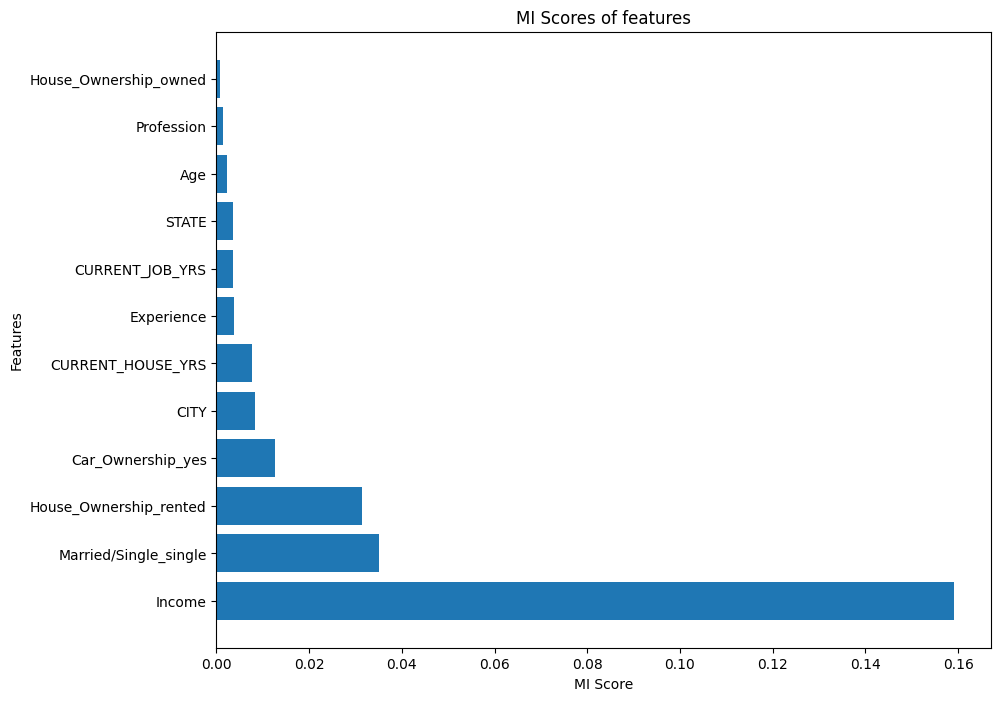 MI Scores of features
House_Ownership_owned
Profession
Age
STATE
CURRENT_JOB_YRS
Experience
CURRENT_HOUSE_YRS
CITY
Car_Ownership_yes
House_Ownership_rented
Married/Single_single
Income
Features
0.00 0.02 0.04 0.06 0.08 0.10 0.12 0.14 0.16
MI Score